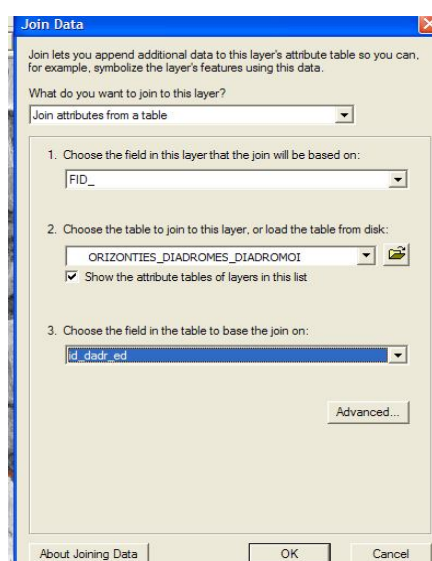 Join Data
Join lets you append additional data to this layer's attribute table so you can,
for example, symbolize the layer's features using this data.
What do you want to join to this layer?
Join attributes from a table
1. Choose the field in this layer that the join will be based on:
FID_
2. Choose the table to join to this layer, or load the table from disk:
ORIZONTIES_DIADROMES_DIADROMOI
Show the attribute tables of layers in this list
3. Choose the field in the table to base the join on:
id_dadr_ed
Advanced...
About Joining Data
OK
Cancel